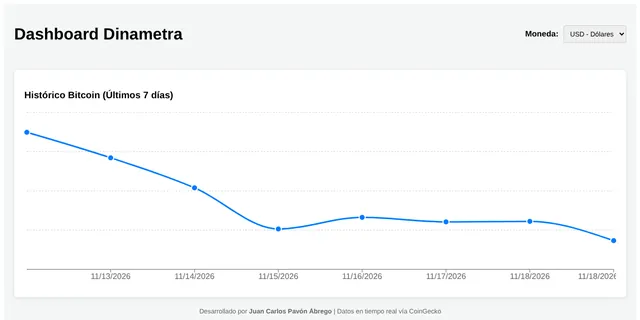 Dashboard Dinametra
Moneda: USD - Dólares
Histórico Bitcoin (Últimos 7 días)
11/13/2026 11/14/2026 11/15/2026 11/16/2026 11/17/2026 11/18/2026 11/18/2026
Desarrollado por Juan Carlos Pavón Ábrego | Datos en tiempo real vía CoinGecko